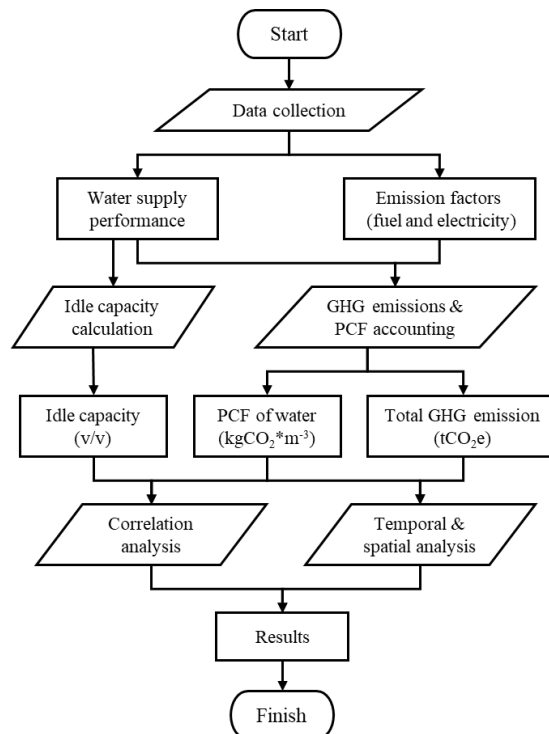 Start
Data collection
Water supply
performance
Emission factors
(fuel and electricity)
Idle capacity
calculation
GHG emissions &
PCF accounting
Idle capacity
(v/v)
PCF of water
(kgCO₂*m⁻³)
Total GHG emission
(tCO₂e)
Correlation
analysis
Temporal &
spatial analysis
Results
Finish